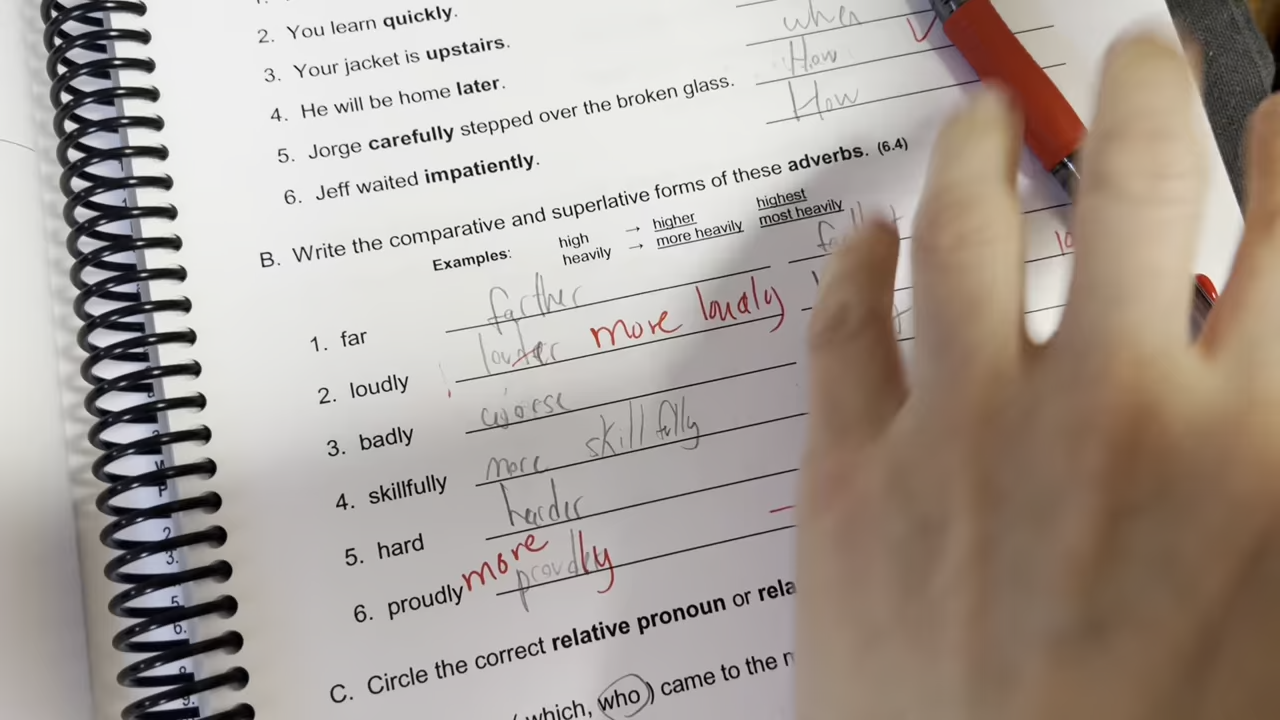 2. You learn quickly.
when
3. Your jacket is upstairs.
How
4. He will be home later.
How
5. Jorge carefully stepped over the broken glass.
6. Jeff waited impatiently.
B. Write the comparative and superlative forms of these adverbs. (6.4)
Examples: high → higher highest
heavily → more heavily most heavily
1. far farther
2. loudly louder more loudly
3. badly worse
4. skillfully more skillfully
5. hard harder
6. proudly more proudly
C. Circle the correct relative pronoun or rela
(which, who) came to the